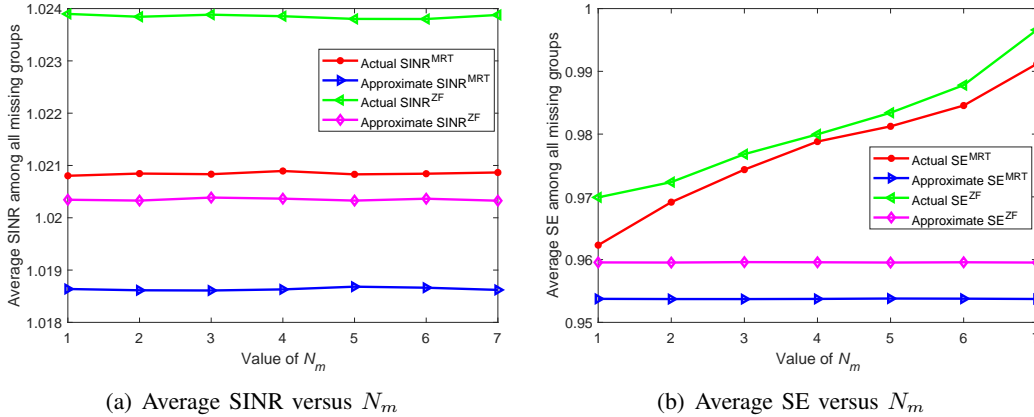 1.024
1.023
1.022
1.021
1.02
1.019
1.018
Average SINR among all missing groups
Actual SINR^MRT
Approximate SINR^MRT
Actual SINR^ZF
Approximate SINR^ZF
1 2 3 4 5 6 7
Value of N_m
(a) Average SINR versus N_m
1
0.99
0.98
0.97
0.96
0.95
Average SE among all missing groups
Actual SE^MRT
Approximate SE^MRT
Actual SE^ZF
Approximate SE^ZF
1 2 3 4 5 6 7
Value of N_m
(b) Average SE versus N_m